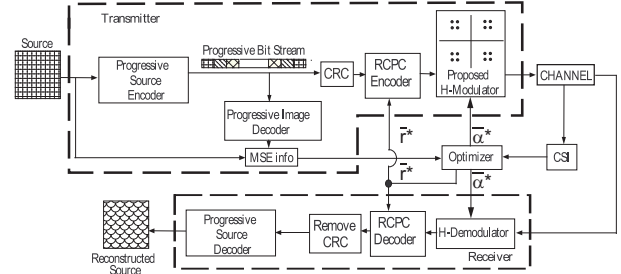 Transmitter
Source
Progressive Bit Stream
Progressive
Source
Encoder
CRC
RCPC
Encoder
Proposed
H-Modulator
CHANNEL
Progressive Image
Decoder
MSE info
r̅*
α̅*
Optimizer
CSI
r̅*
α̅*
Progressive
Source
Decoder
Remove
CRC
RCPC
Decoder
H-Demodulator
Receiver
Reconstructed
Source